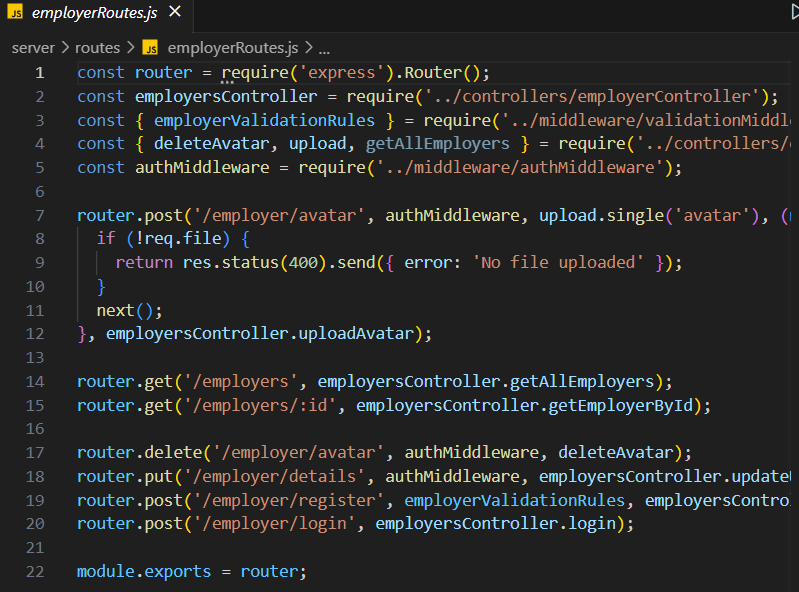 JS employerRoutes.js ×
server > routes > JS employerRoutes.js > ...
1 const router = require('express').Router();
2 const employersController = require('../controllers/employerController');
3 const { employerValidationRules } = require('../middleware/validationMiddl
4 const { deleteAvatar, upload, getAllEmployers } = require('../controllers/
5 const authMiddleware = require('../middleware/authMiddleware');
6
7 router.post('/employer/avatar', authMiddleware, upload.single('avatar'), (
8 if (!req.file) {
9 return res.status(400).send({ error: 'No file uploaded' });
10 }
11 next();
12 }, employersController.uploadAvatar);
13
14 router.get('/employers', employersController.getAllEmployers);
15 router.get('/employers/:id', employersController.getEmployerById);
16
17 router.delete('/employer/avatar', authMiddleware, deleteAvatar);
18 router.put('/employer/details', authMiddleware, employersController.update
19 router.post('/employer/register', employerValidationRules, employersContro
20 router.post('/employer/login', employersController.login);
21
22 module.exports = router;